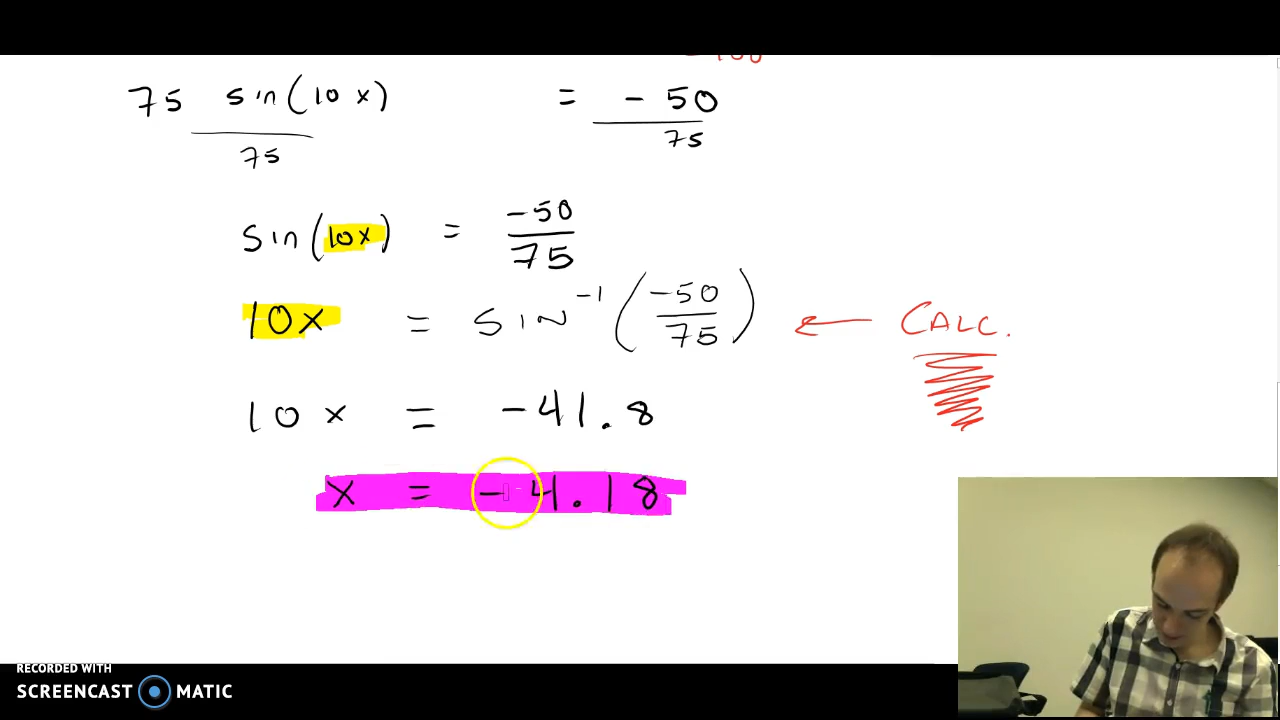 75 sin(10x) = -50
75 75
sin(10x) = -50/75
10x = SIN⁻¹(-50/75) ← CALC.
10x = -41.8
x = -4.18
RECORDED WITH
SCREENCAST MATIC